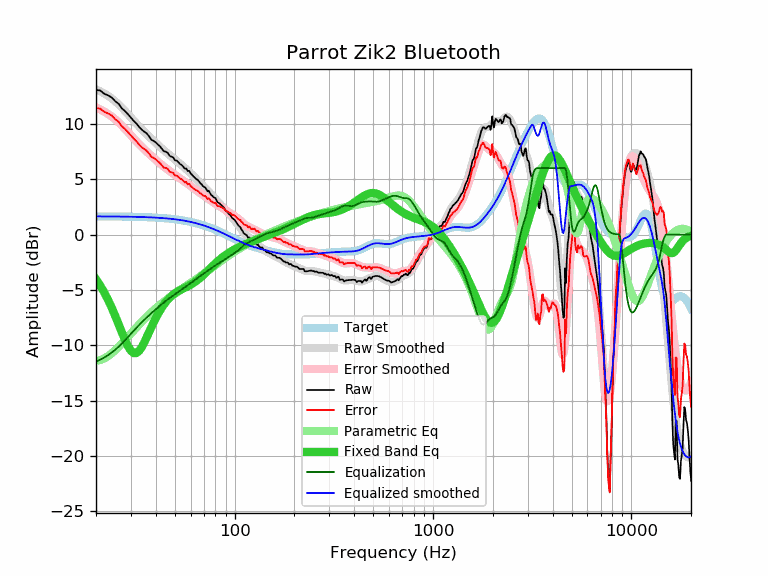 Parrot Zik2 Bluetooth
Amplitude (dBr)
10
5
0
−5
−10
−15
−20
−25
Target
Raw Smoothed
Error Smoothed
Raw
Error
Parametric Eq
Fixed Band Eq
Equalization
Equalized smoothed
100
1000
10000
Frequency (Hz)